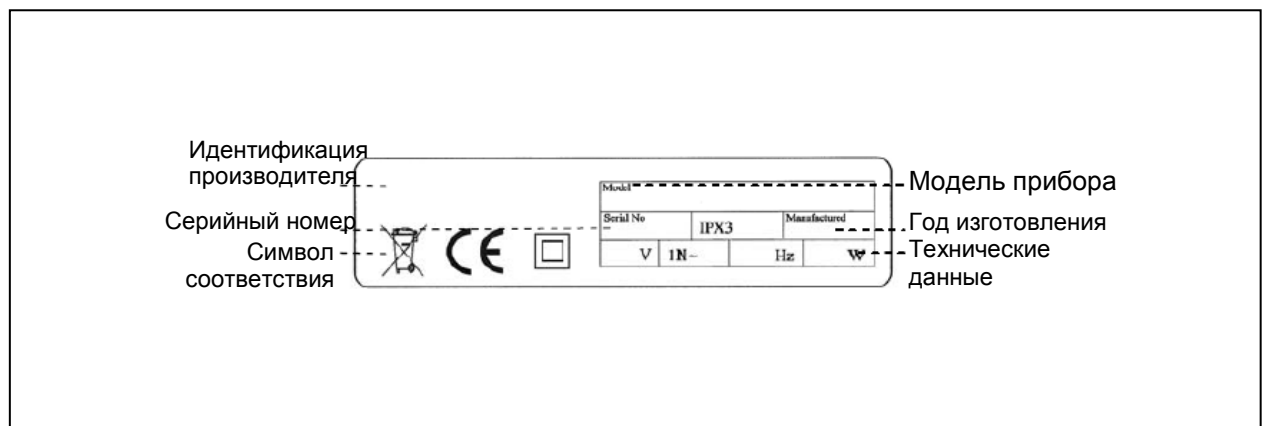 Идентификация
производителя
Серийный номер
Символ
соответствия
Model
Serial No
IPX3
Manufactured
V
1N~
Hz
W
CE
Модель прибора
Год изготовления
Технические
данные